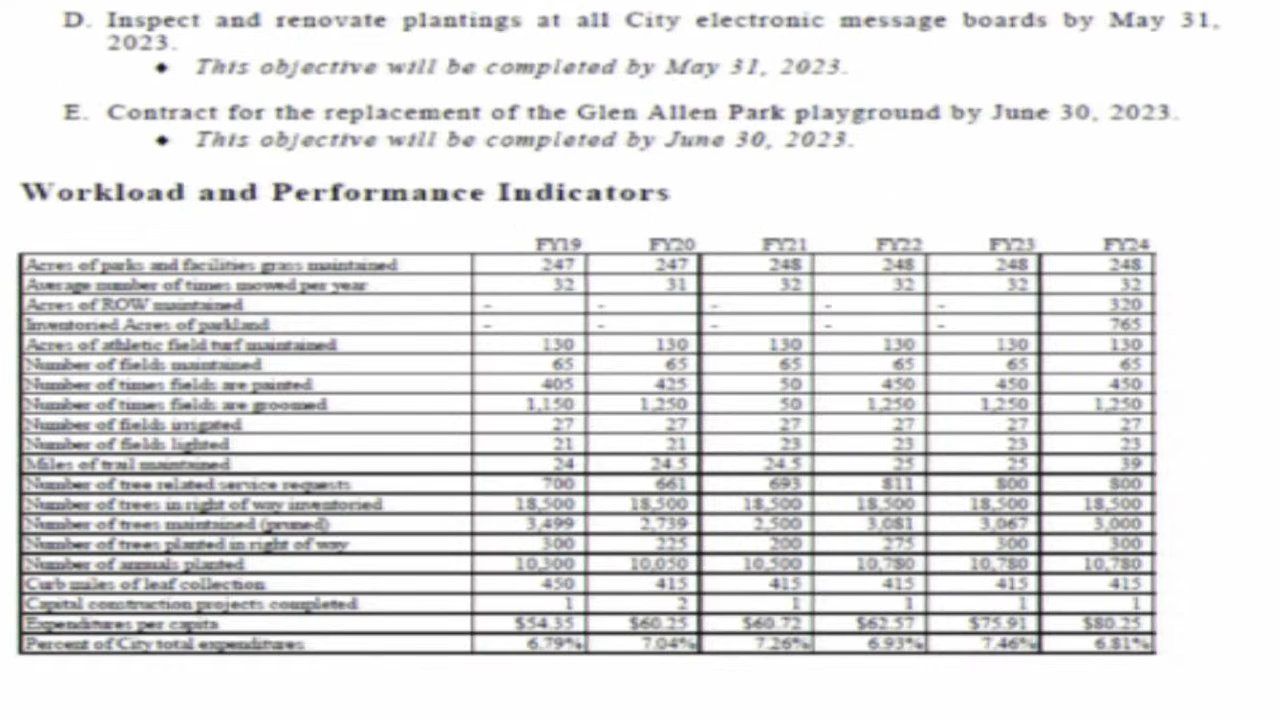 D. Inspect and renovate plantings at all City electronic message boards by May 31,
2023.
• This objective will be completed by May 31, 2023.
E. Contract for the replacement of the Glen Allen Park playground by June 30, 2023.
• This objective will be completed by June 30, 2023.
Workload and Performance Indicators
FY19 FY20 FY21 FY22 FY23 FY24
Acres of parks and facilities grass maintained 247 247 248 248 248 248
Average number of times mowed per year 32 31 32 32 32 32
Acres of ROW maintained - - - - - 320
Inventoried Acres of parkland - - - - - 765
Acres of athletic field turf maintained 130 130 130 130 130 130
Number of fields maintained 65 65 65 65 65 65
Number of times fields are painted 405 425 50 450 450 450
Number of times fields are groomed 1,150 1,250 50 1,250 1,250 1,250
Number of fields irrigated 27 27 27 27 27 27
Number of fields lighted 21 21 23 23 23 23
Miles of trail maintained 24 24.5 24.5 25 25 39
Number of tree related service requests 700 661 693 811 800 800
Number of trees in right of way inventoried 18,500 18,500 18,500 18,500 18,500 18,500
Number of trees maintained (pruned) 3,499 2,739 2,500 3,081 3,067 3,000
Number of trees planted in right of way 300 225 200 275 300 300
Number of annuals planted 10,300 10,050 10,500 10,780 10,780 10,780
Curb miles of leaf collection 450 415 415 415 415 415
Capital construction projects completed 1 2 1 1 1 1
Expenditures per capita $54.35 $60.25 $60.72 $62.57 $75.91 $80.25
Percent of City total expenditures 6.79% 7.04% 7.26% 6.93% 7.46% 6.81%